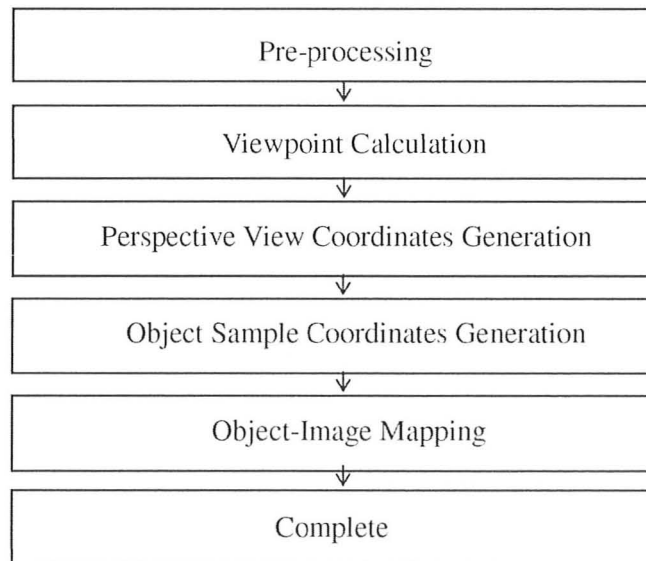 Pre-processing
Viewpoint Calculation
Perspective View Coordinates Generation
Object Sample Coordinates Generation
Object-Image Mapping
Complete